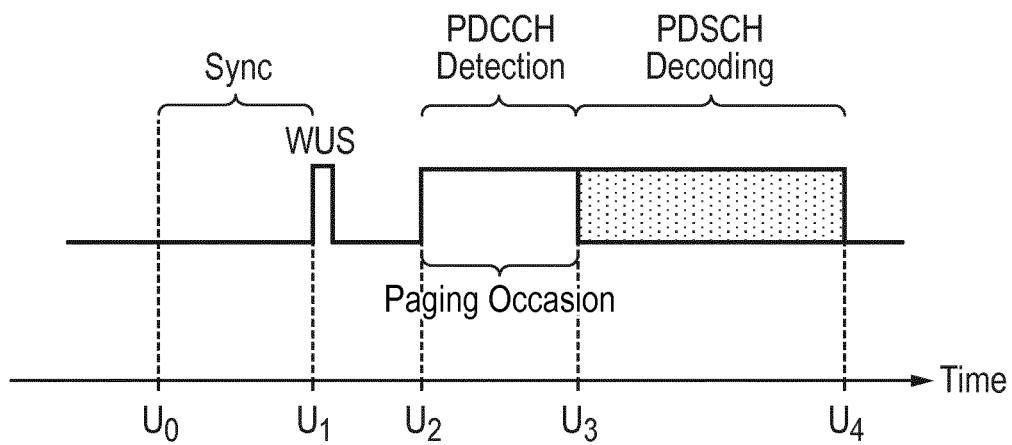 Sync
WUS
PDCCH
Detection
PDSCH
Decoding
Paging Occasion
Time
U0
U1
U2
U3
U4